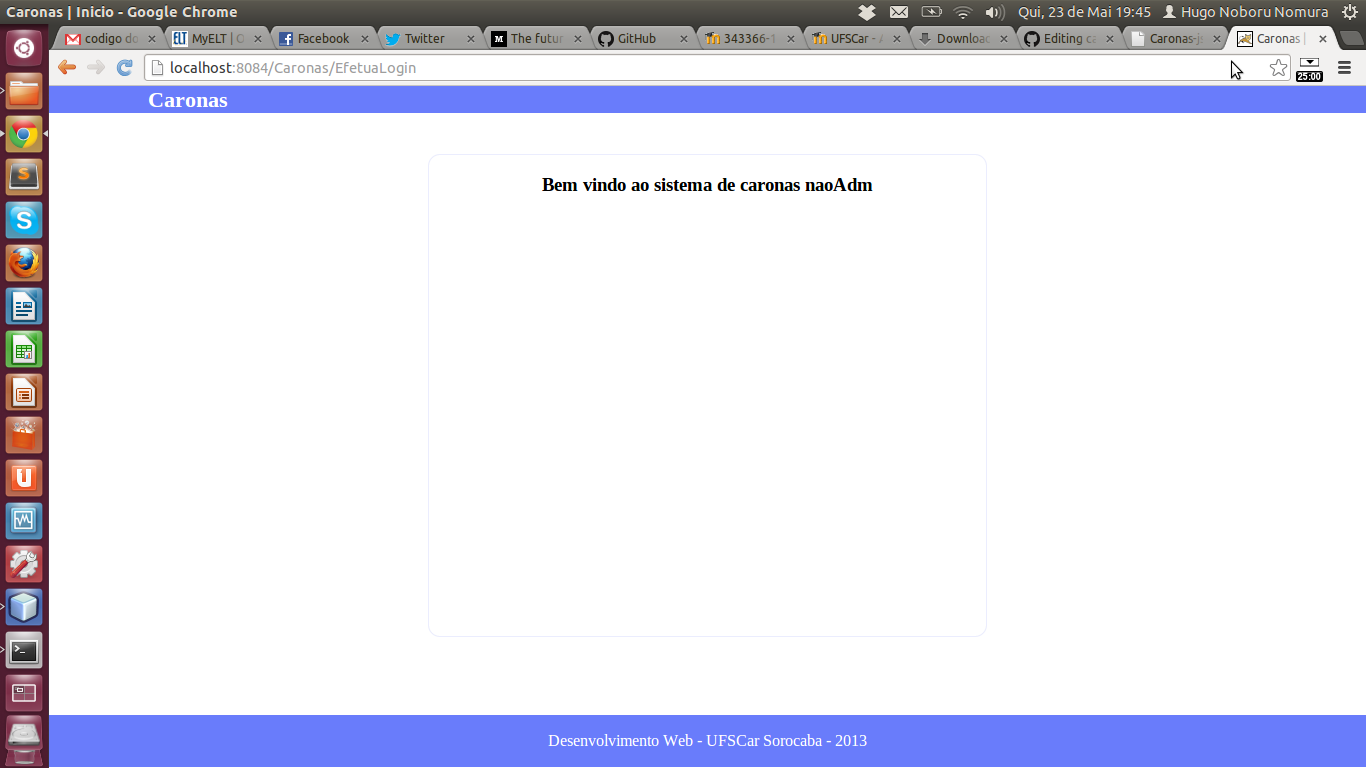 Caronas | Inicio - Google Chrome
Qui, 23 de Mai 19:45 Hugo Noboru Nomura
codigo do MyELT | O Facebook Twitter The futur GitHub 343366-1 UFSCar - Downloac Editing ca Caronas-js Caronas |
localhost:8084/Caronas/EfetuaLogin
25:00
Caronas
Bem vindo ao sistema de caronas naoAdm
Desenvolvimento Web - UFSCar Sorocaba - 2013